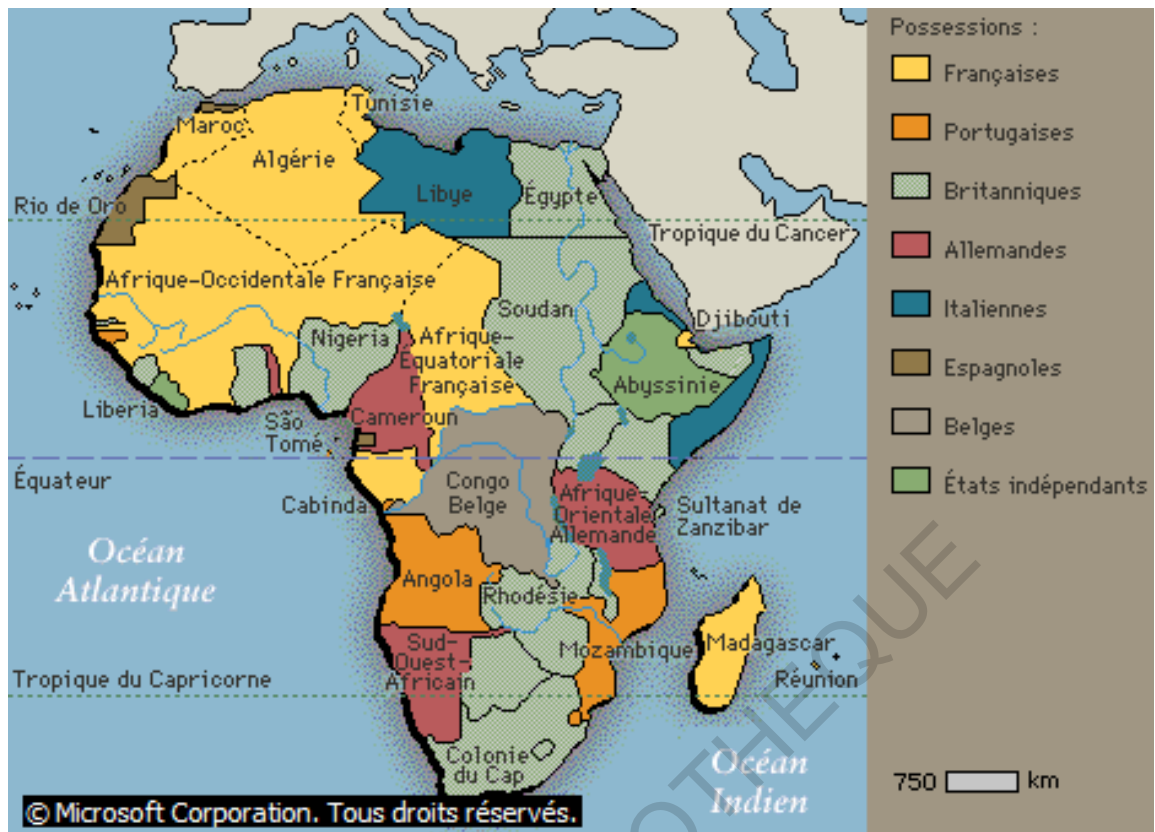 Possessions :
Françaises
Portugaises
Britanniques
Allemandes
Italiennes
Espagnoles
Belges
États indépendants
750 km
Tunisie
Maroc
Algérie
Libye
Égypte
Rio de Oro
Tropique du Cancer
Afrique-Occidentale Française
Soudan
Djibouti
Nigeria
Afrique-
Équatoriale
Française
Abyssinie
Liberia
São
Tomé
Cameroun
Équateur
Cabinda
Congo
Belge
Afrique-
Orientale
Allemande
Sultanat de
Zanzibar
Océan
Atlantique
Angola
Rhodésie
Sud-
Ouest-
Africain
Mozambique
Madagascar
Réunion
Tropique du Capricorne
Colonie
du Cap
Océan
Indien
© Microsoft Corporation. Tous droits réservés.
OTHEQUE